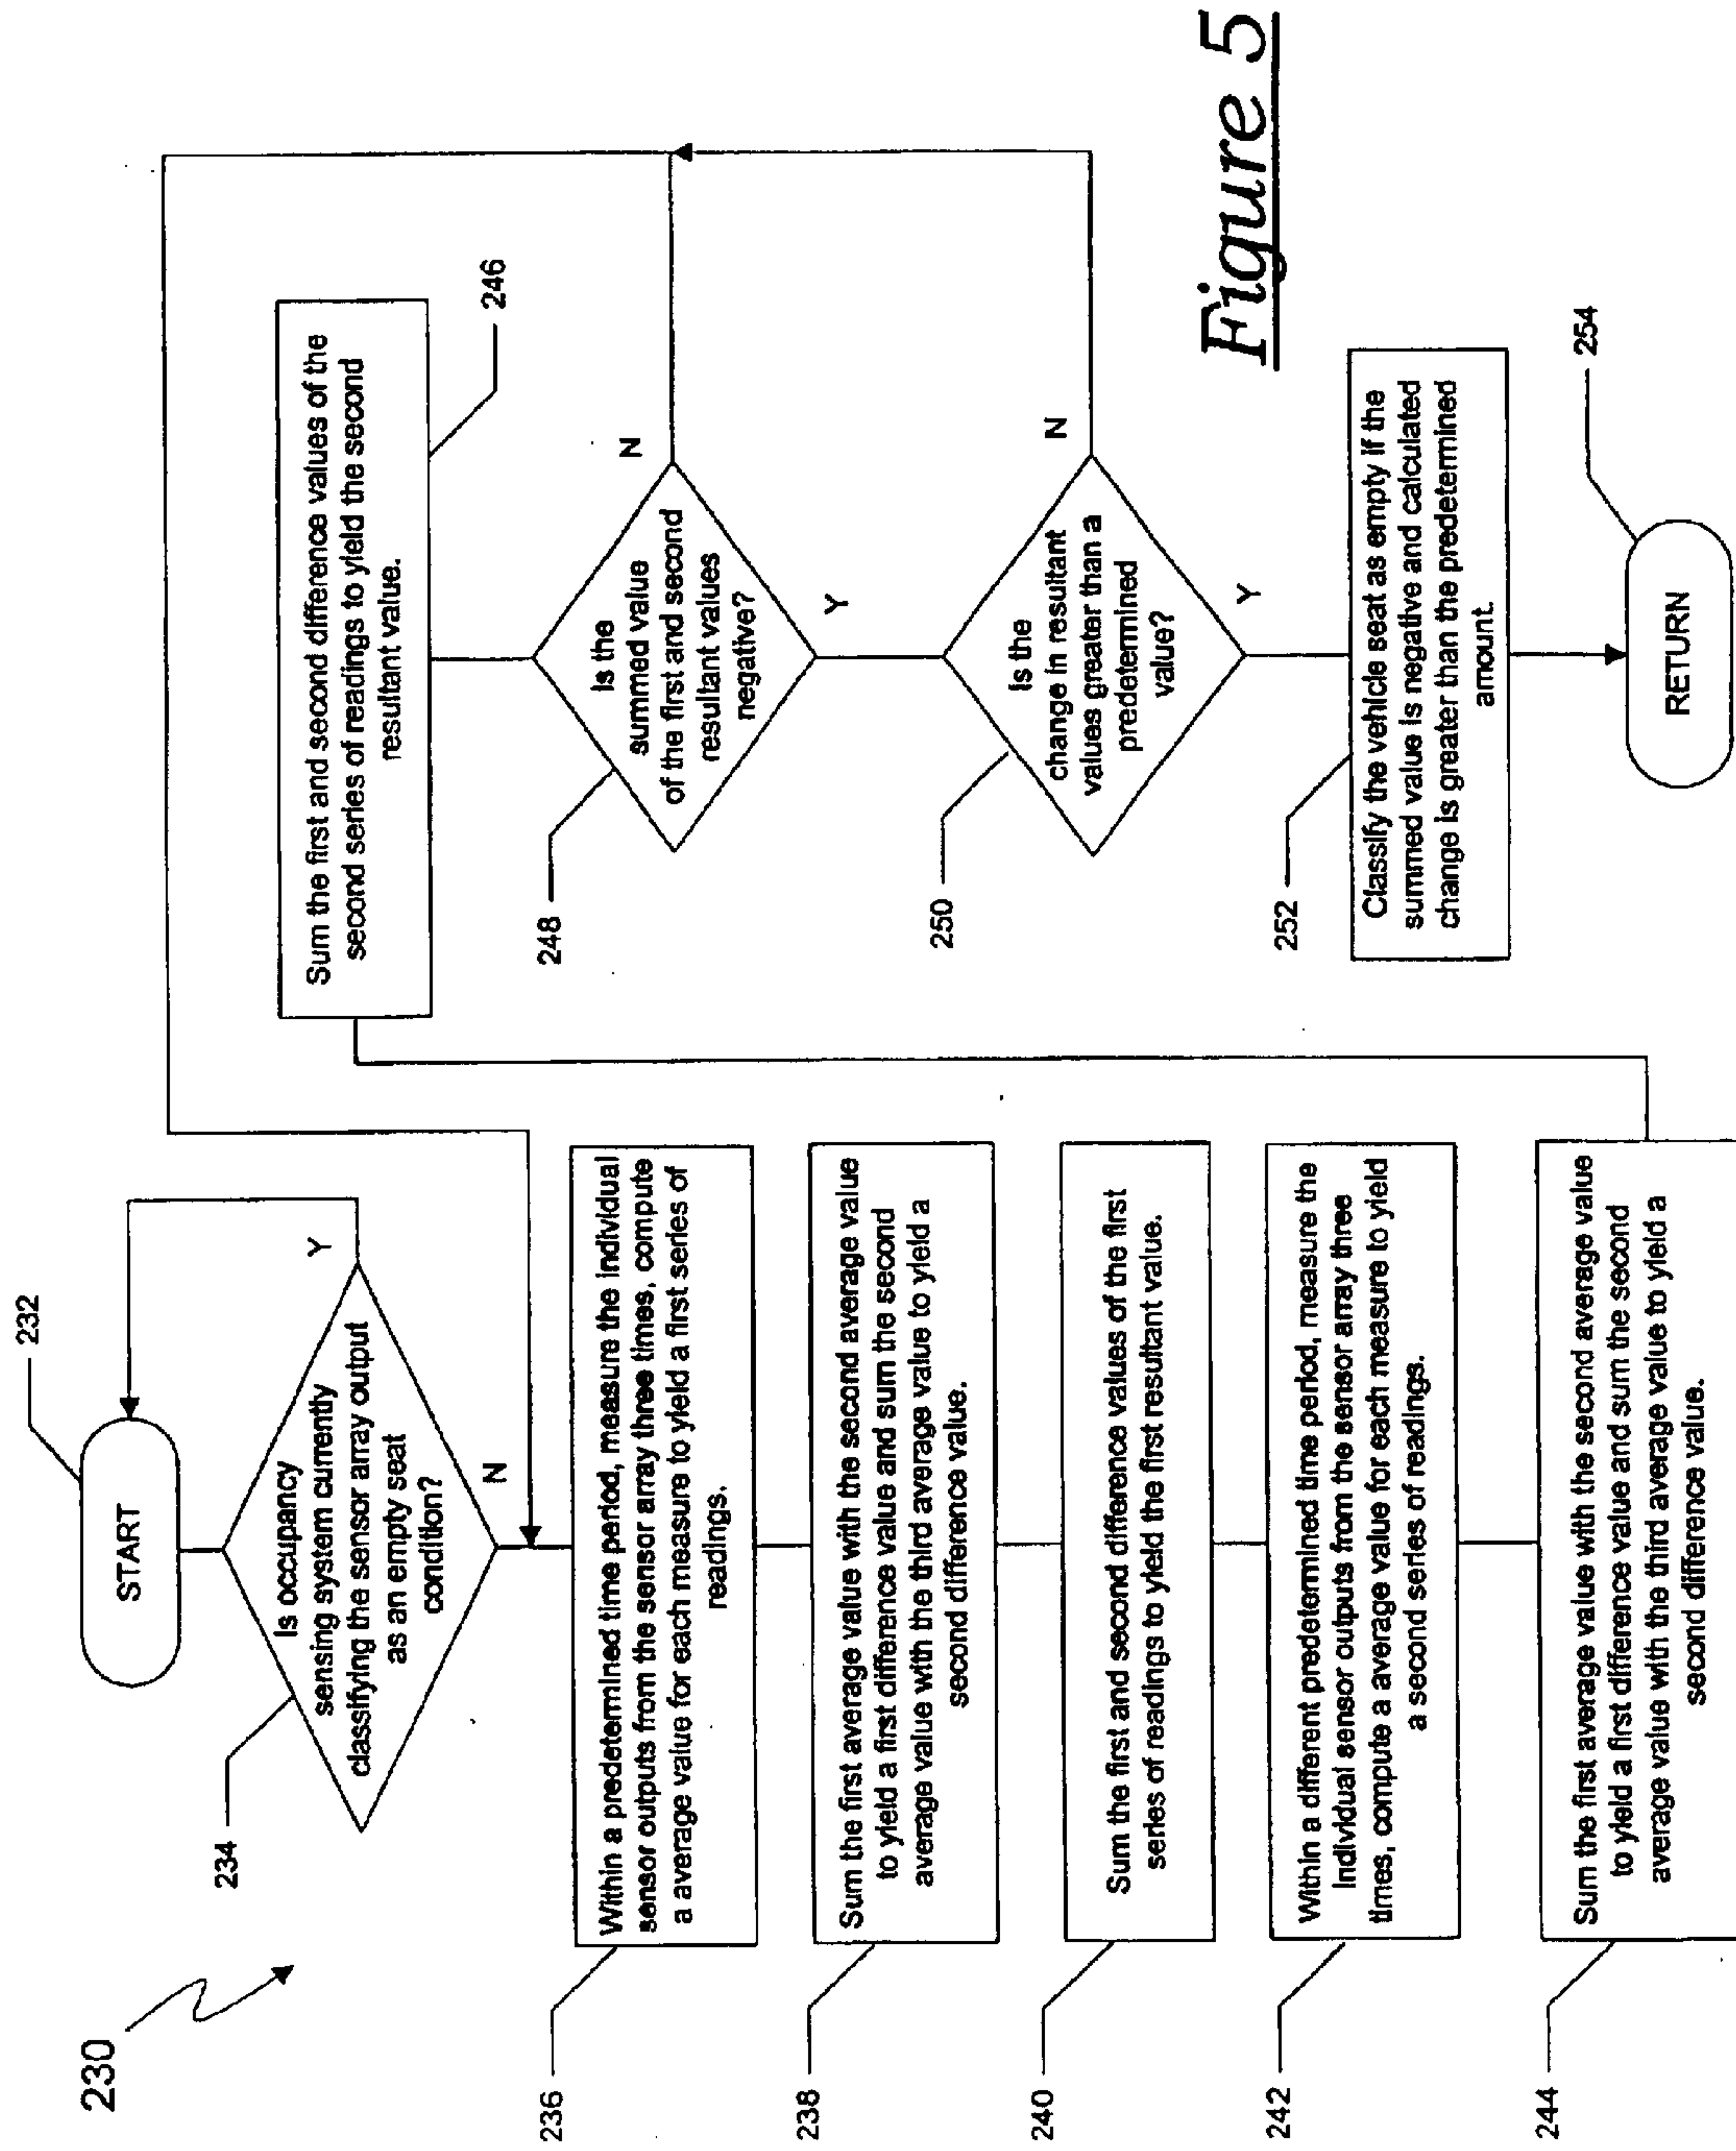 230
232
START
234
Is occupancy
sensing system currently
classifying the sensor array output
as an empty seat
condition?
Y
N
236
Within a predetermined time period, measure the individual
sensor outputs from the sensor array three times, compute
a average value for each measure to yield a first series of
readings.
238
Sum the first average value with the second average value
to yield a first difference value and sum the second
average value with the third average value to yield a
second difference value.
240
Sum the first and second difference values of the first
series of readings to yield the first resultant value.
242
Within a different predetermined time period, measure the
individual sensor outputs from the sensor array three
times, compute a average value for each measure to yield
a second series of readings.
244
Sum the first average value with the second average value
to yield a first difference value and sum the second
average value with the third average value to yield a
second difference value.
246
Sum the first and second difference values of the
second series of readings to yield the second
resultant value.
248
Is the
summed value
of the first and second
resultant values
negative?
N
Y
250
Is the
change in resultant
values greater than a
predetermined
value?
N
Y
252
Classify the vehicle seat as empty if the
summed value is negative and calculated
change is greater than the predetermined
amount.
254
RETURN
Figure 5